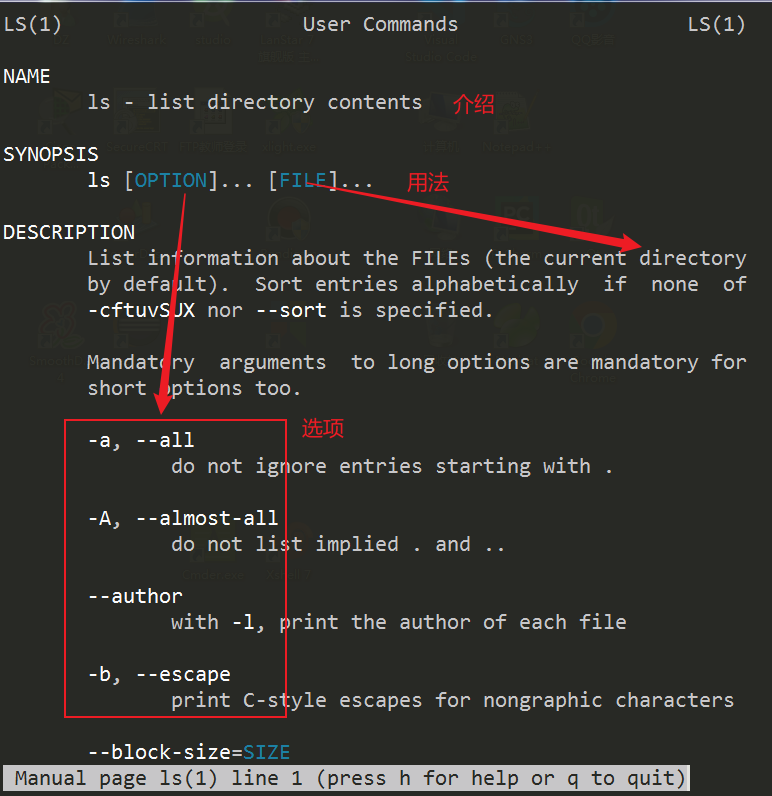 LS(1) User Commands LS(1)
NAME
ls - list directory contents 介绍
SYNOPSIS
ls [OPTION]... [FILE]... 用法
DESCRIPTION
List information about the FILEs (the current directory
by default). Sort entries alphabetically if none of
-cftuvSUX nor --sort is specified.
Mandatory arguments to long options are mandatory for
short options too.
选项
-a, --all
do not ignore entries starting with .
-A, --almost-all
do not list implied . and ..
--author
with -l, print the author of each file
-b, --escape
print C-style escapes for nongraphic characters
--block-size=SIZE
Manual page ls(1) line 1 (press h for help or q to quit)